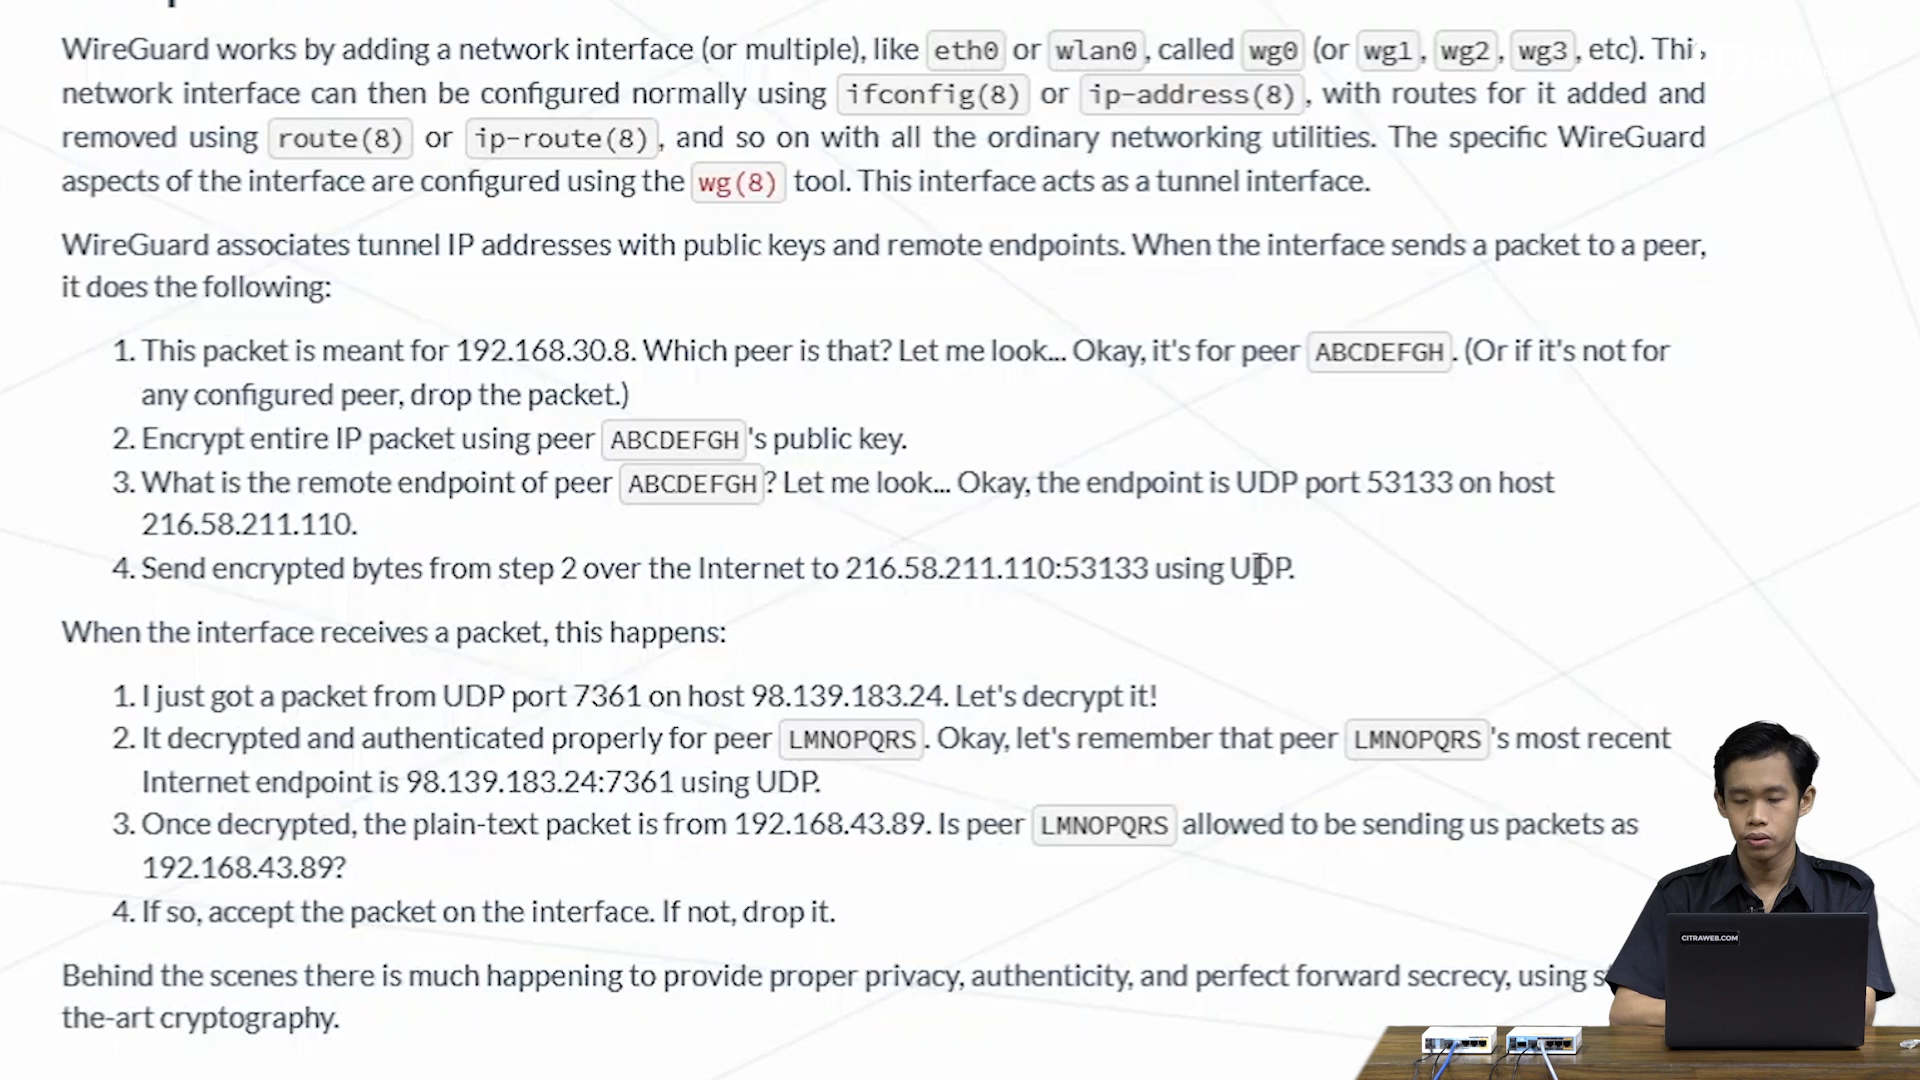 WireGuard works by adding a network interface (or multiple), like eth0 or wlan0, called wg0 (or wg1, wg2, wg3, etc). This
network interface can then be configured normally using ifconfig(8) or ip-address(8), with routes for it added and
removed using route(8) or ip-route(8), and so on with all the ordinary networking utilities. The specific WireGuard
aspects of the interface are configured using the wg(8) tool. This interface acts as a tunnel interface.
WireGuard associates tunnel IP addresses with public keys and remote endpoints. When the interface sends a packet to a peer,
it does the following:
1. This packet is meant for 192.168.30.8. Which peer is that? Let me look... Okay, it's for peer ABCDEFGH. (Or if it's not for
any configured peer, drop the packet.)
2. Encrypt entire IP packet using peer ABCDEFGH's public key.
3. What is the remote endpoint of peer ABCDEFGH? Let me look... Okay, the endpoint is UDP port 53133 on host
216.58.211.110.
4. Send encrypted bytes from step 2 over the Internet to 216.58.211.110:53133 using UDP.
When the interface receives a packet, this happens:
1. I just got a packet from UDP port 7361 on host 98.139.183.24. Let's decrypt it!
2. It decrypted and authenticated properly for peer LMNOPQRS. Okay, let's remember that peer LMNOPQRS's most recent
Internet endpoint is 98.139.183.24:7361 using UDP.
3. Once decrypted, the plain-text packet is from 192.168.43.89. Is peer LMNOPQRS allowed to be sending us packets as
192.168.43.89?
4. If so, accept the packet on the interface. If not, drop it.
Behind the scenes there is much happening to provide proper privacy, authenticity, and perfect forward secrecy, using
the-art cryptography.
CITRAWEB.COM